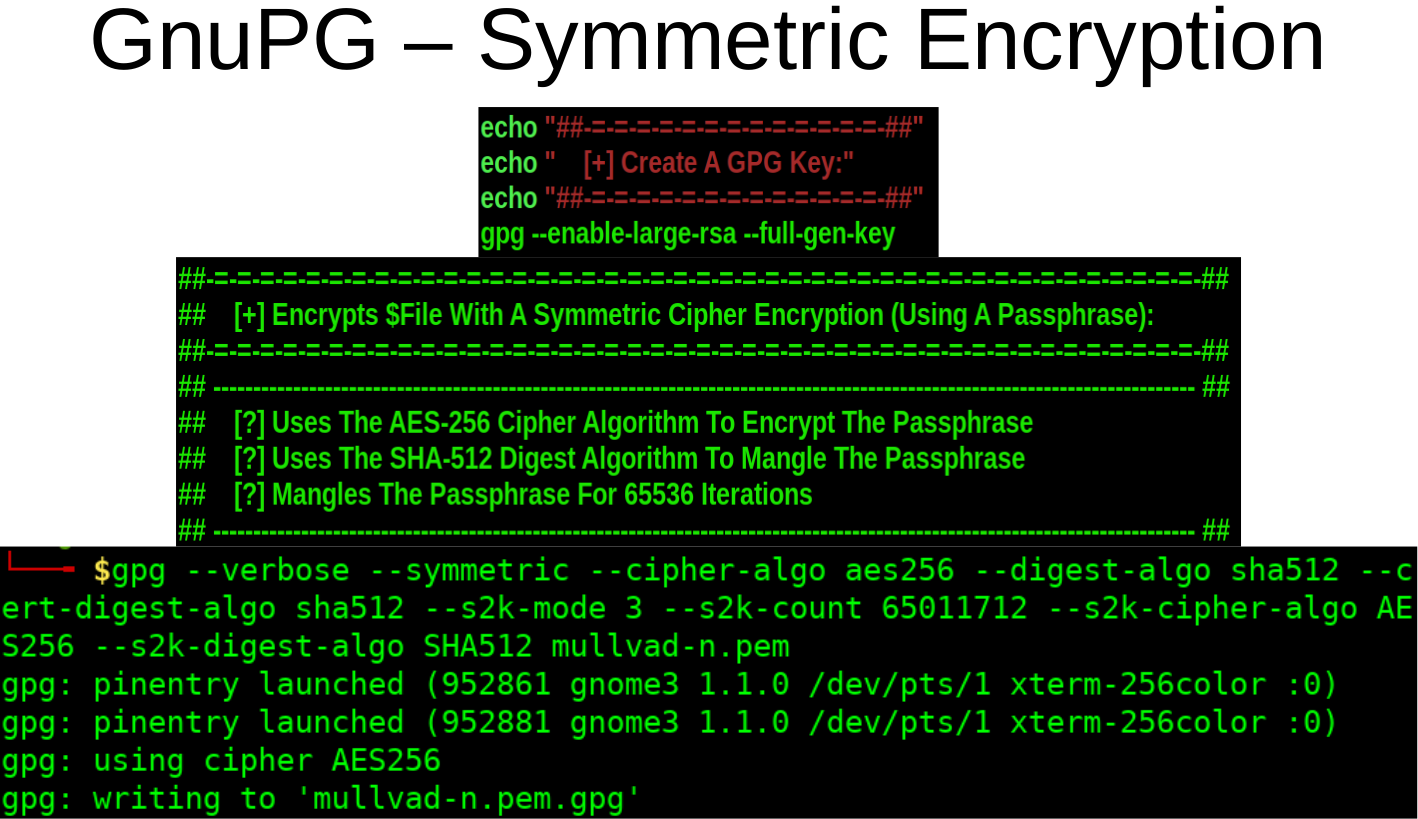 GnuPG – Symmetric Encryption
echo "##-=-=-=-=-=-=-=-=-=-=-=-=-=-##"
echo "    [+] Create A GPG Key:"
echo "##-=-=-=-=-=-=-=-=-=-=-=-=-=-##"
gpg --enable-large-rsa --full-gen-key
##-=-=-=-=-=-=-=-=-=-=-=-=-=-=-=-=-=-=-=-=-=-=-=-=-=-=-=-=-=-=-=-=-=-=-=-=-=-=-=-=-=-=-=-##
##    [+] Encrypts $File With A Symmetric Cipher Encryption (Using A Passphrase):
##-=-=-=-=-=-=-=-=-=-=-=-=-=-=-=-=-=-=-=-=-=-=-=-=-=-=-=-=-=-=-=-=-=-=-=-=-=-=-=-=-=-=-=-##
## ----------------------------------------------------------------------------------------------------- ##
##    [?] Uses The AES-256 Cipher Algorithm To Encrypt The Passphrase
##    [?] Uses The SHA-512 Digest Algorithm To Mangle The Passphrase
##    [?] Mangles The Passphrase For 65536 Iterations
## ----------------------------------------------------------------------------------------------------- ##
└──╼ $gpg --verbose --symmetric --cipher-algo aes256 --digest-algo sha512 --c
ert-digest-algo sha512 --s2k-mode 3 --s2k-count 65011712 --s2k-cipher-algo AE
S256 --s2k-digest-algo SHA512 mullvad-n.pem
gpg: pinentry launched (952861 gnome3 1.1.0 /dev/pts/1 xterm-256color :0)
gpg: pinentry launched (952881 gnome3 1.1.0 /dev/pts/1 xterm-256color :0)
gpg: using cipher AES256
gpg: writing to 'mullvad-n.pem.gpg'